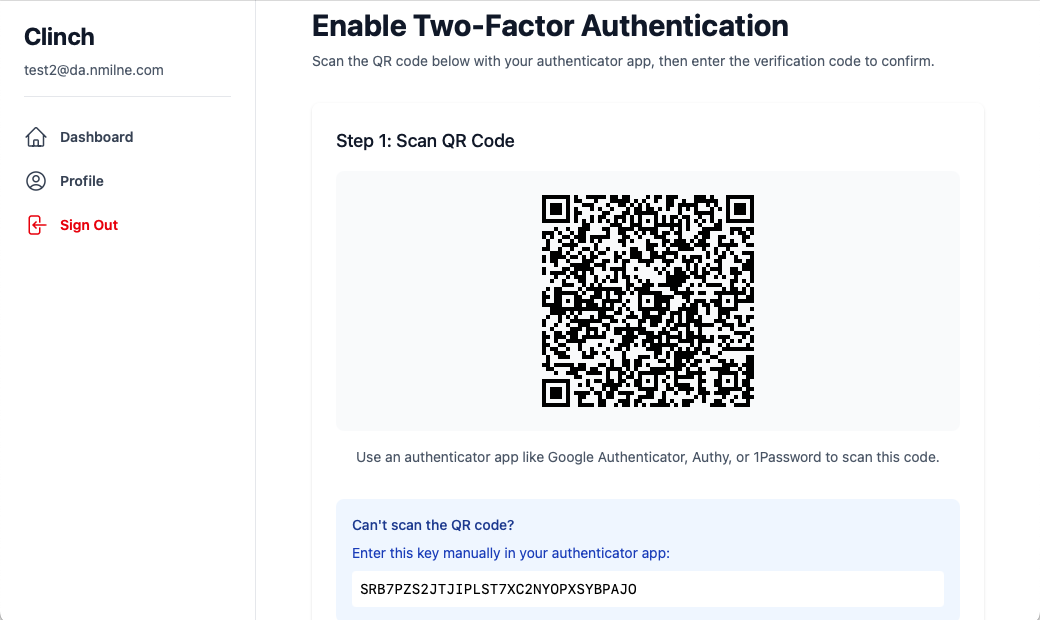 Clinch
test2@da.nmilne.com
Dashboard
Profile
Sign Out
Enable Two-Factor Authentication
Scan the QR code below with your authenticator app, then enter the verification code to confirm.
Step 1: Scan QR Code
Use an authenticator app like Google Authenticator, Authy, or 1Password to scan this code.
Can't scan the QR code?
Enter this key manually in your authenticator app:
SRB7PZS2JTJIPLST7XC2NYOPXSYBPAJO